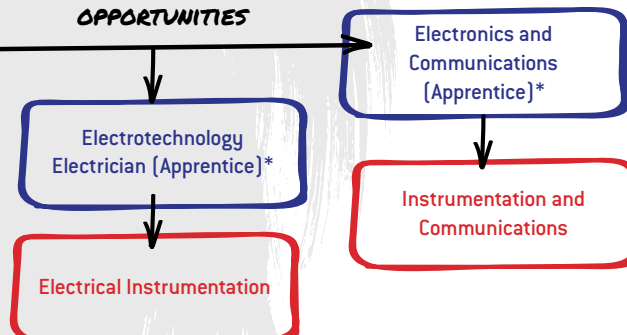 OPPORTUNITIES
Electronics and
Communications
(Apprentice)*
Electrotechnology
Electrician (Apprentice)*
Instrumentation and
Communications
Electrical Instrumentation